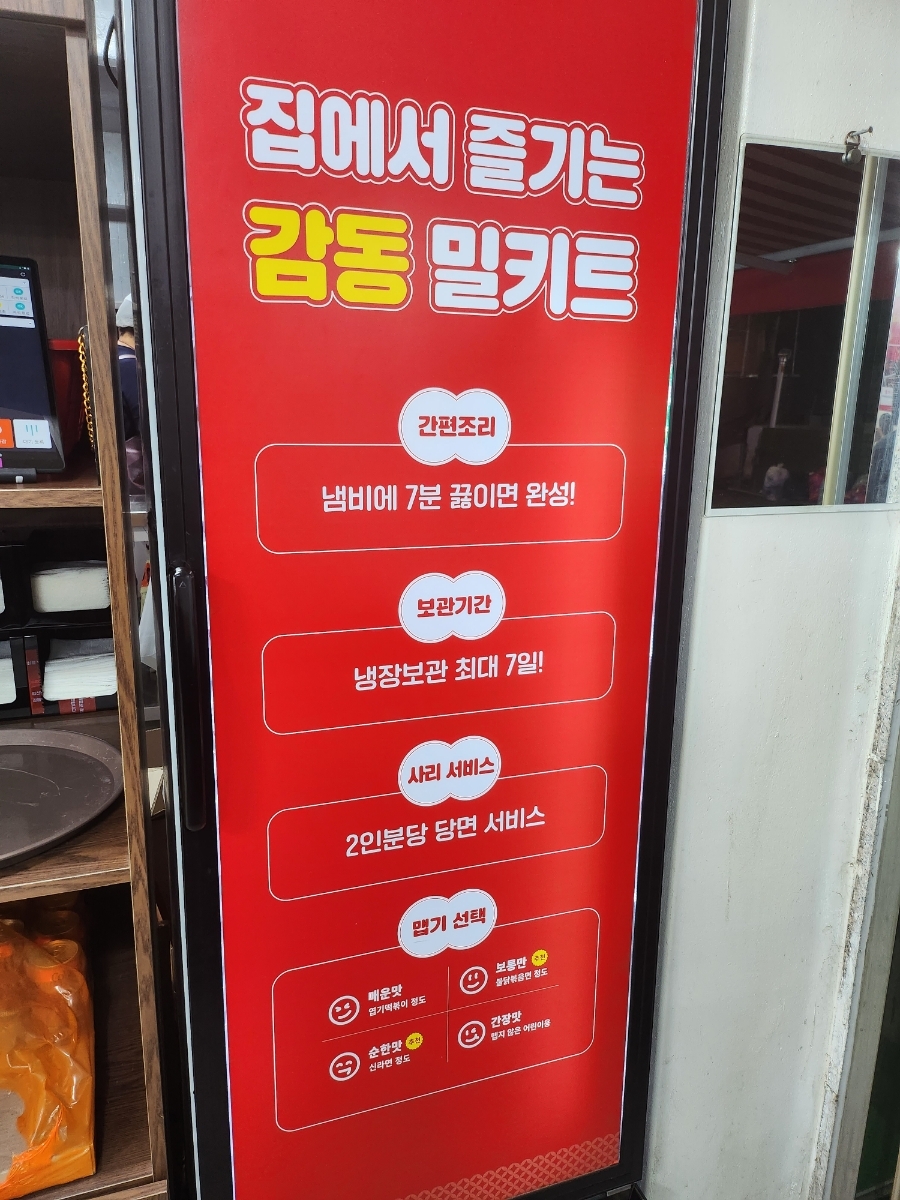 집에서 즐기는
감동 밀키트
간편조리
냄비에 7분 끓이면 완성!
보관기간
냉장보관 최대 7일!
사리 서비스
2인분당 당면 서비스
맵기 선택
매운맛
엽기떡볶이 정도
보통맛 추천
불닭볶음면 정도
순한맛 추천
신라면 정도
간장맛
맵지 않은 어린이용